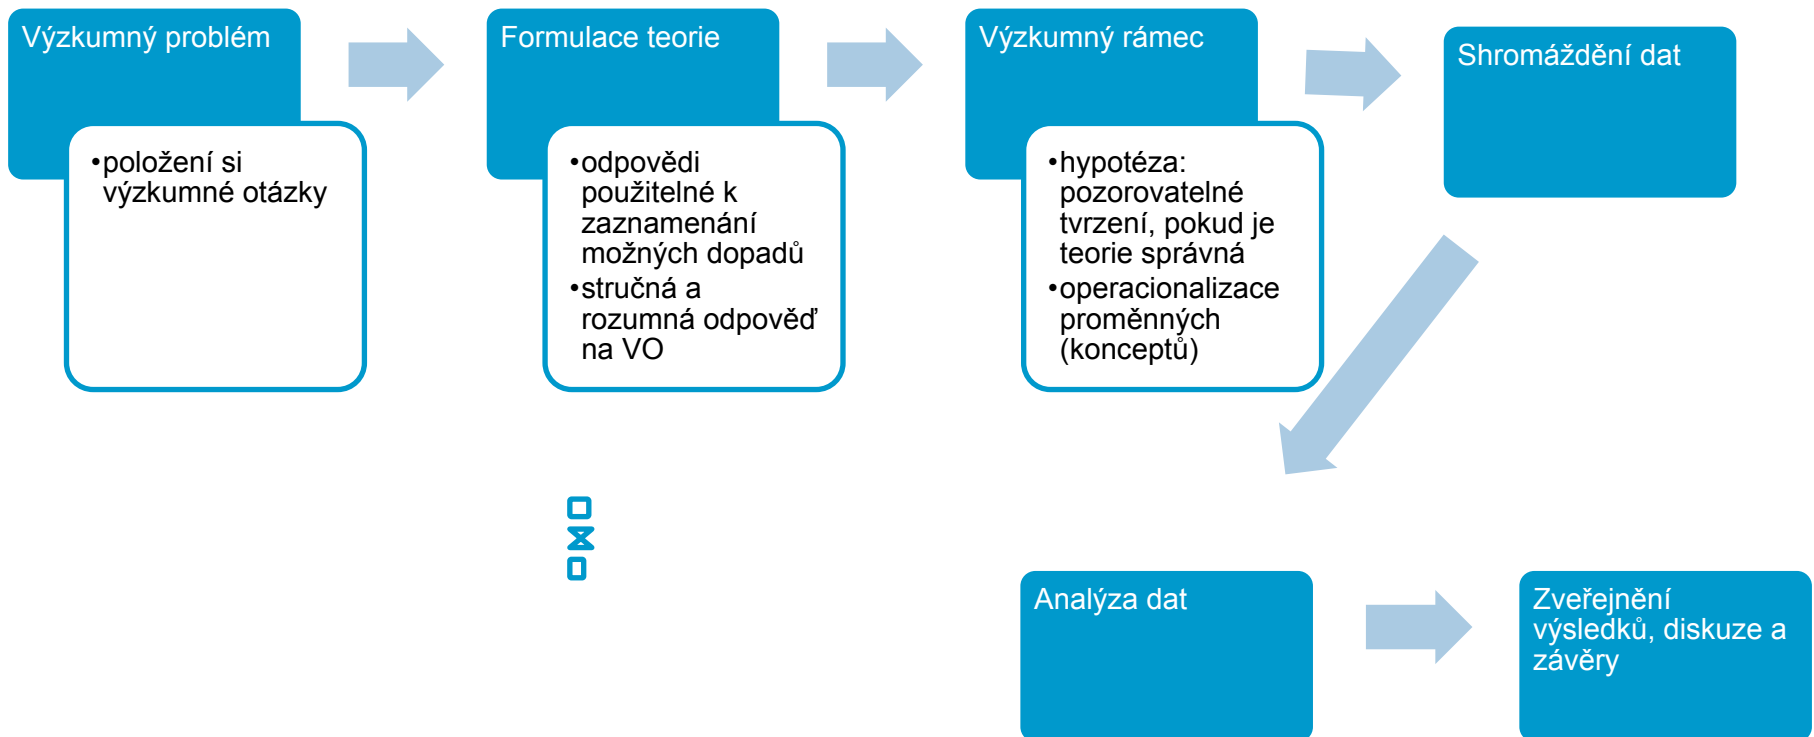 Výzkumný problém
•položení si
výzkumné otázky
Formulace teorie
•odpovědi
použitelné k
zaznamenání
možných dopadů
•stručná a
rozumná odpověď
na VO
Výzkumný rámec
•hypotéza:
pozorovatelné
tvrzení, pokud je
teorie správná
•operacionalizace
proměnných
(konceptů)
Shromáždění dat
Analýza dat
Zveřejnění
výsledků, diskuze a
závěry